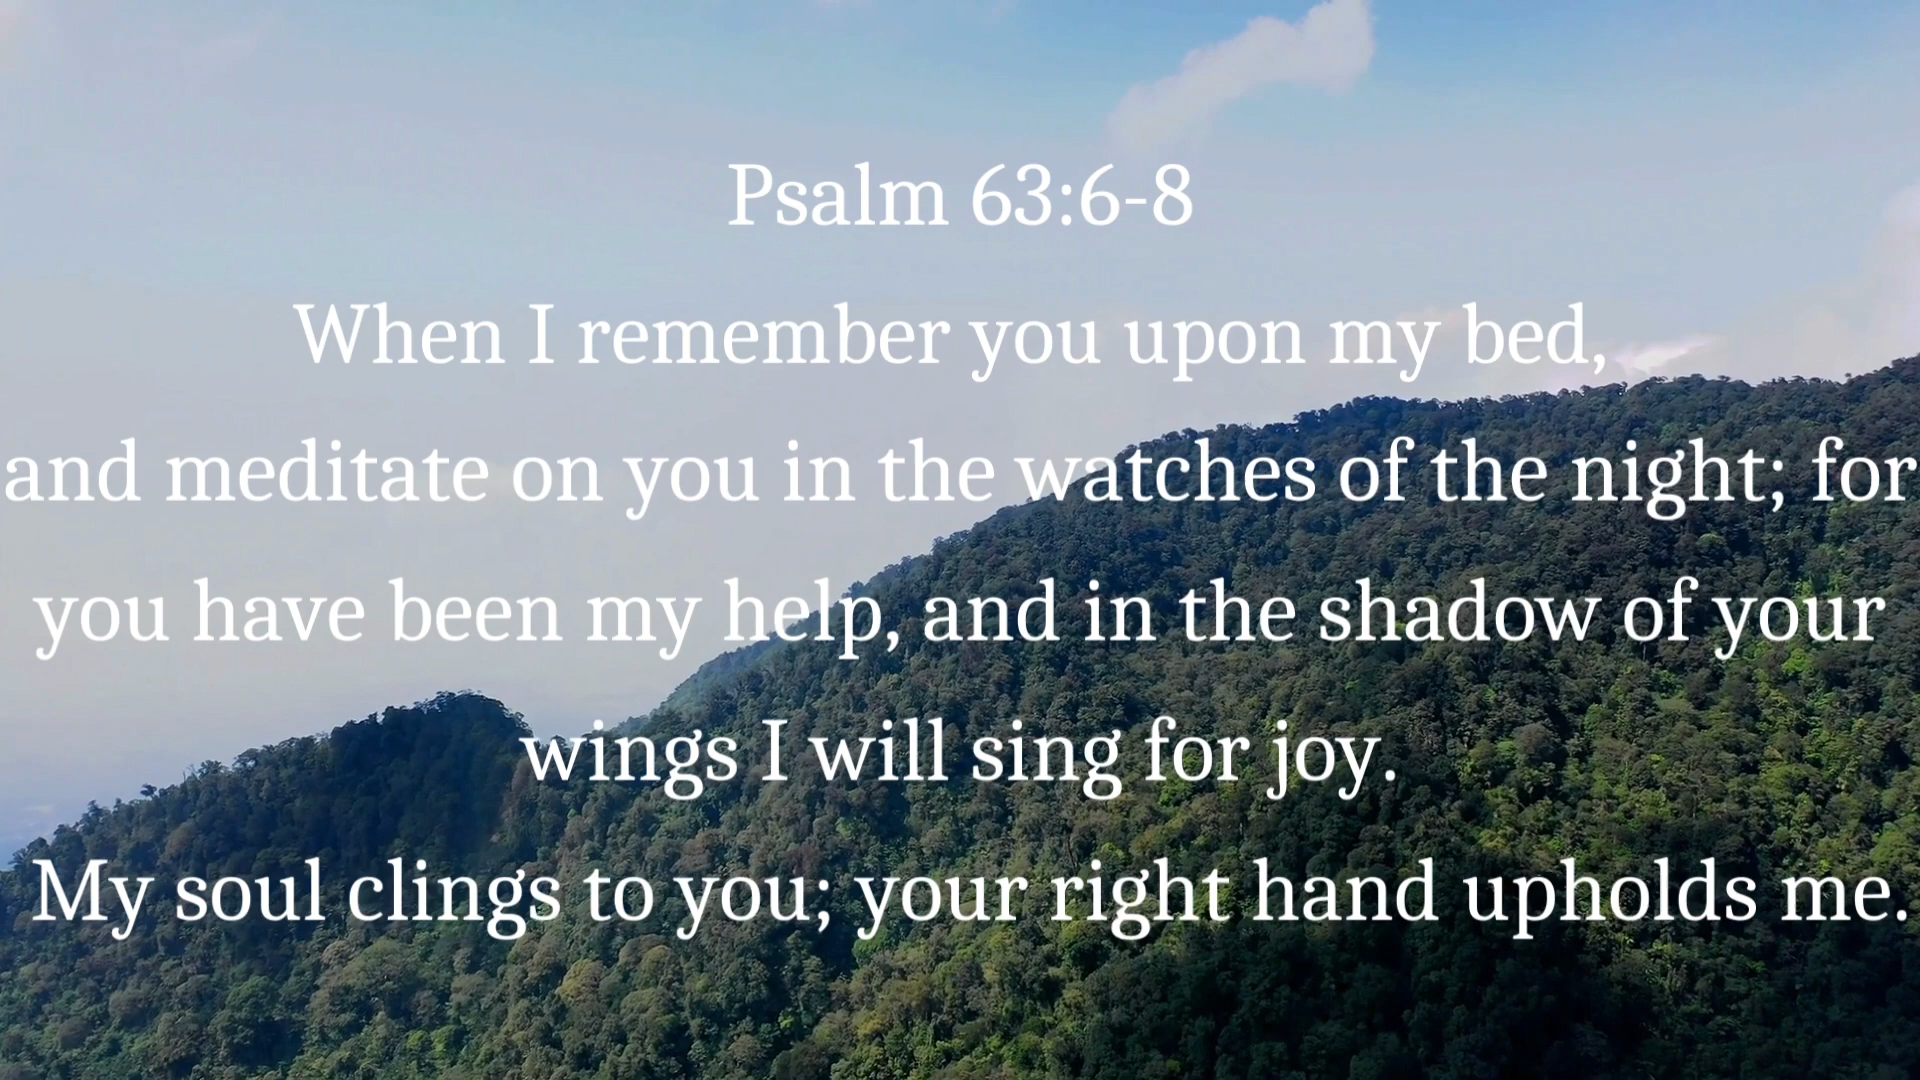 Psalm 63:6-8
When I remember you upon my bed,
and meditate on you in the watches of the night; for
you have been my help, and in the shadow of your
wings I will sing for joy.
My soul clings to you; your right hand upholds me.